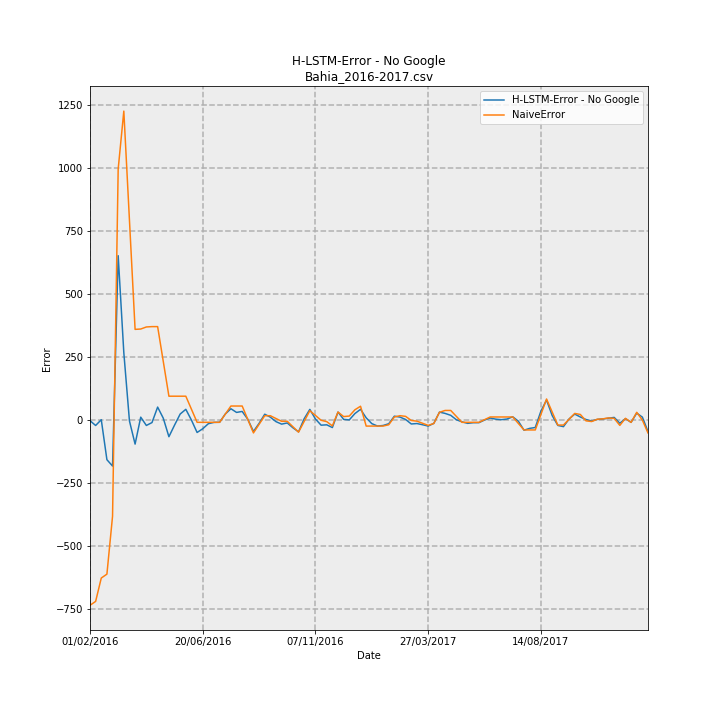 H-LSTM-Error - No Google
Bahia_2016-2017.csv
H-LSTM-Error - No Google
NaiveError
1250
1000
750
500
250
0
−250
−500
−750
Error
01/02/2016
20/06/2016
07/11/2016
27/03/2017
14/08/2017
Date